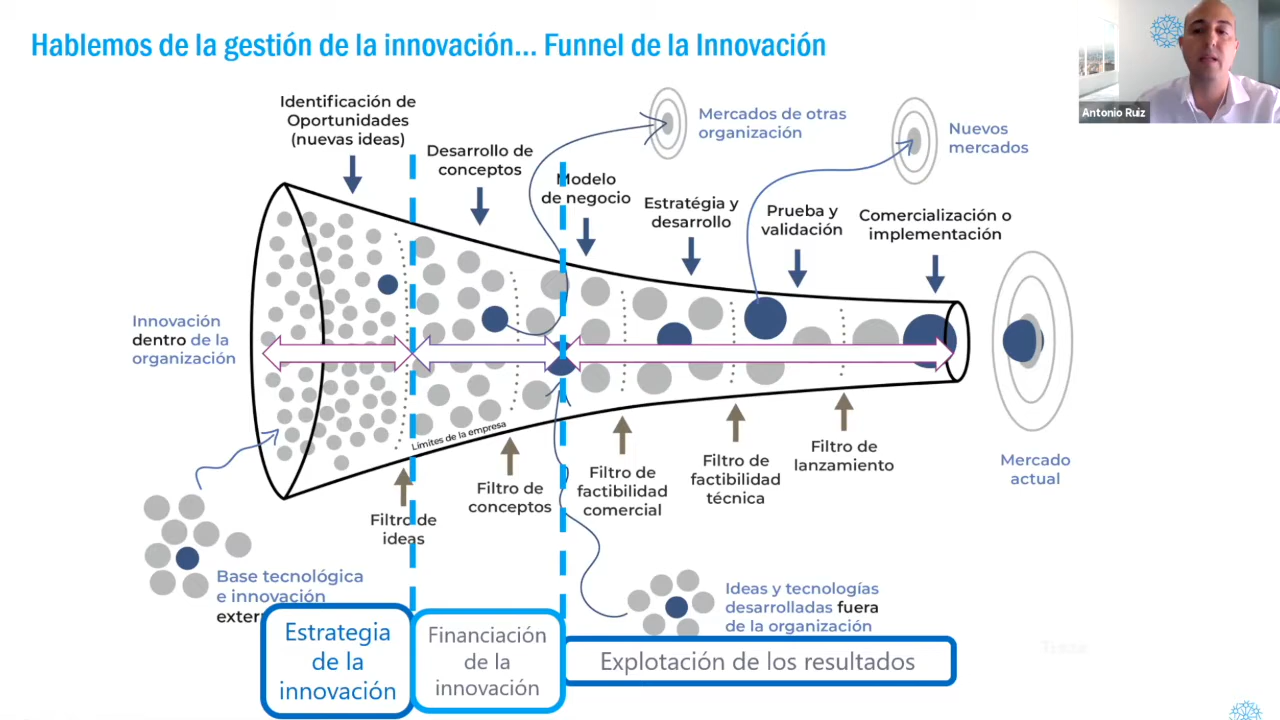 Hablemos de la gestión de la innovación... Funnel de la Innovación
Antonio Ruiz
Identificación de
Oportunidades
(nuevas ideas)
Desarrollo de
conceptos
Modelo
de negocio
Estratégia y
desarrollo
Prueba y
validación
Comercialización o
implementación
Mercados de otras
organización
Nuevos
mercados
Innovación
dentro de la
organización
Límites de la empresa
Mercado
actual
Filtro de
ideas
Filtro de
conceptos
Filtro de
factibilidad
comercial
Filtro de
factibilidad
técnica
Filtro de
lanzamiento
Base tecnológica
e innovación
Ideas y tecnologías
desarrolladas fuera
de la organización
Estrategia
de la
innovación
Financiación
de la
innovación
Explotación de los resultados